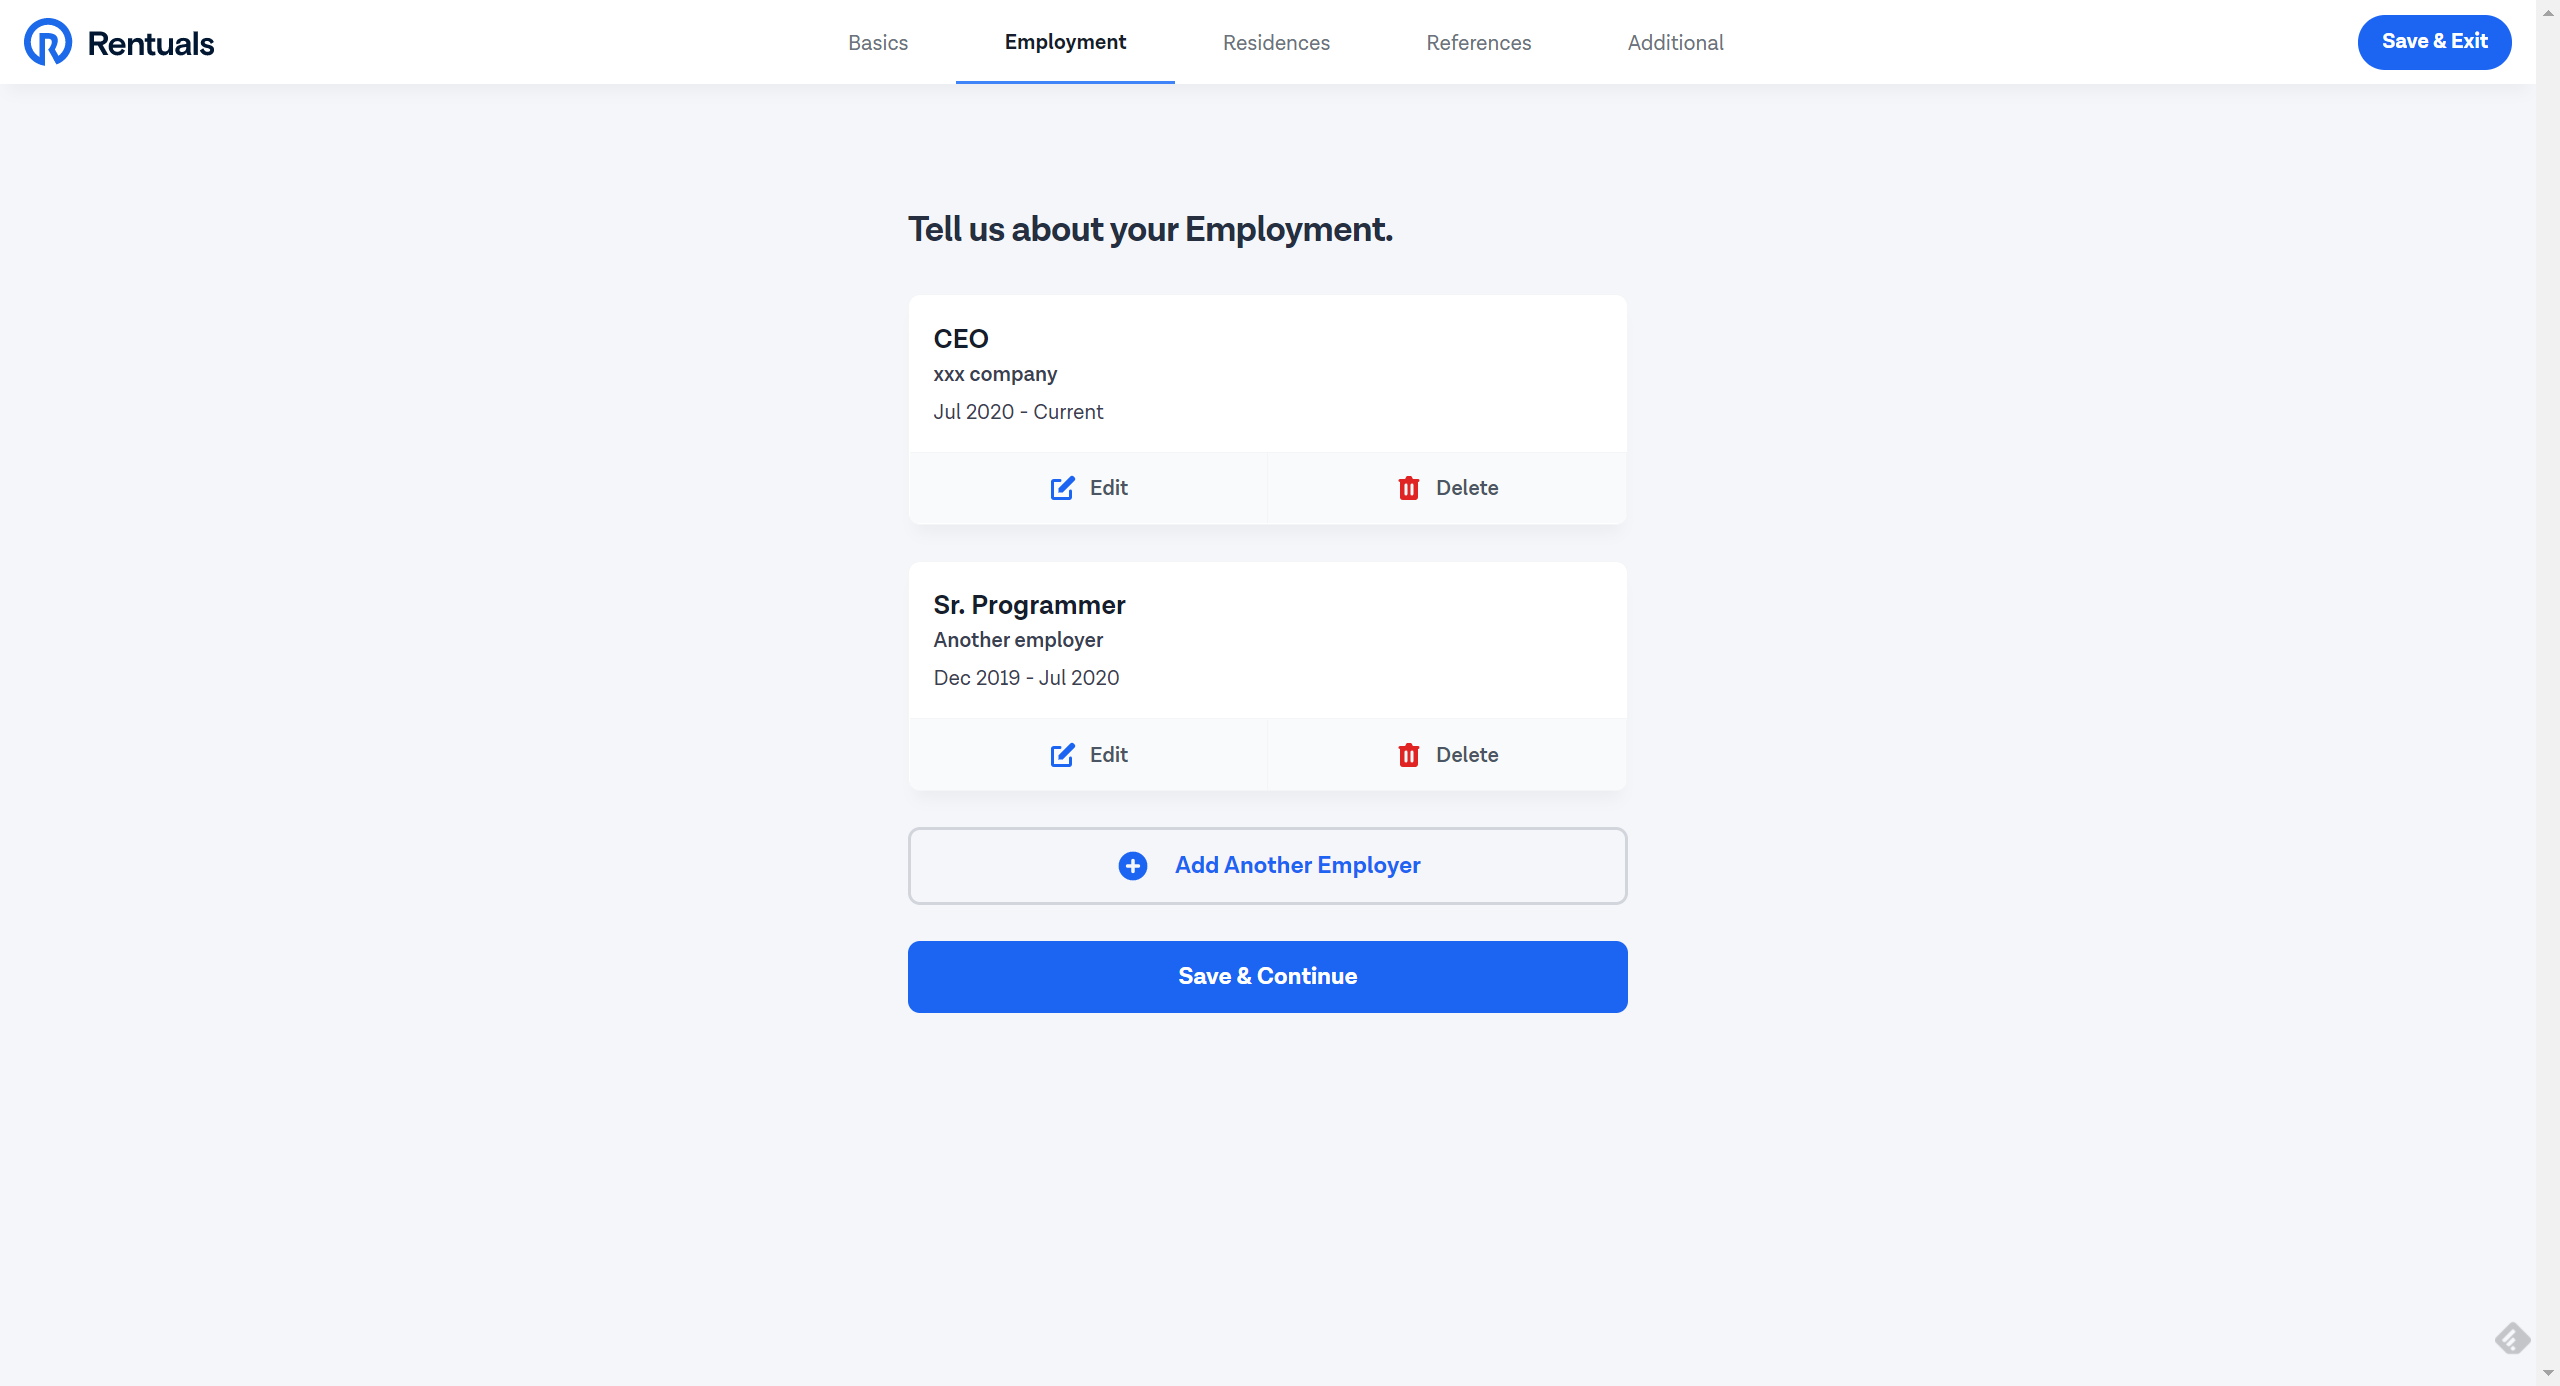 Rentuals
Basics
Employment
Residences
References
Additional
Save & Exit
Tell us about your Employment.
CEO
xxx company
Jul 2020 - Current
Edit
Delete
Sr. Programmer
Another employer
Dec 2019 - Jul 2020
Edit
Delete
Add Another Employer
Save & Continue